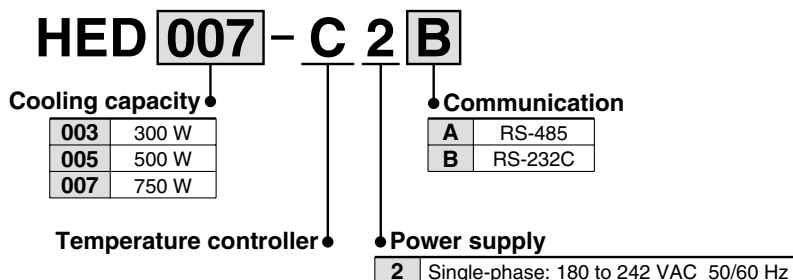 HED 007 - C 2 B
Cooling capacity
003 300 W
005 500 W
007 750 W
Communication
A RS-485
B RS-232C
Temperature controller
Power supply
2 Single-phase: 180 to 242 VAC 50/60 Hz